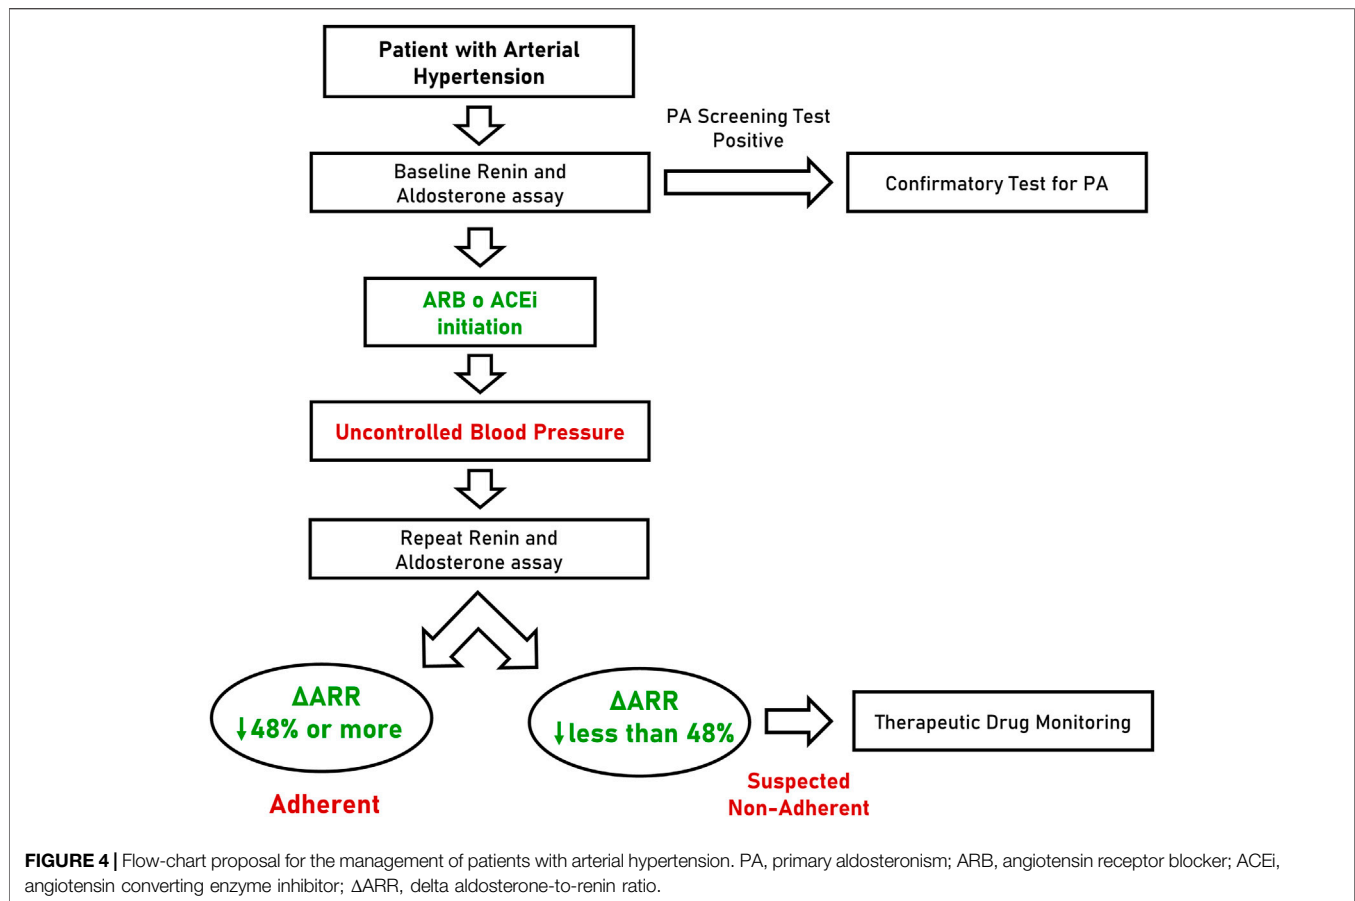 Patient with Arterial
Hypertension
PA Screening Test
Positive
Baseline Renin and
Aldosterone assay
Confirmatory Test for PA
ARB o ACEi
initiation
Uncontrolled Blood Pressure
Repeat Renin and
Aldosterone assay
ΔARR
↓48% or more
Adherent
ΔARR
↓less than 48%
Suspected
Non-Adherent
Therapeutic Drug Monitoring
FIGURE 4 | Flow-chart proposal for the management of patients with arterial hypertension. PA, primary aldosteronism; ARB, angiotensin receptor blocker; ACEi,
angiotensin converting enzyme inhibitor; ΔARR, delta aldosterone-to-renin ratio.